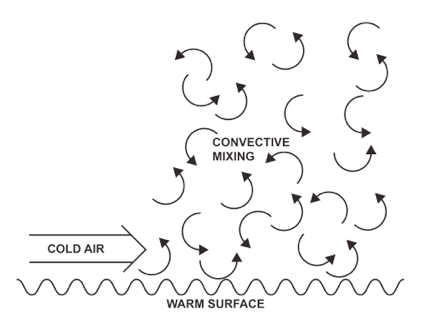 CONVECTIVE
MIXING
COLD AIR
WARM SURFACE